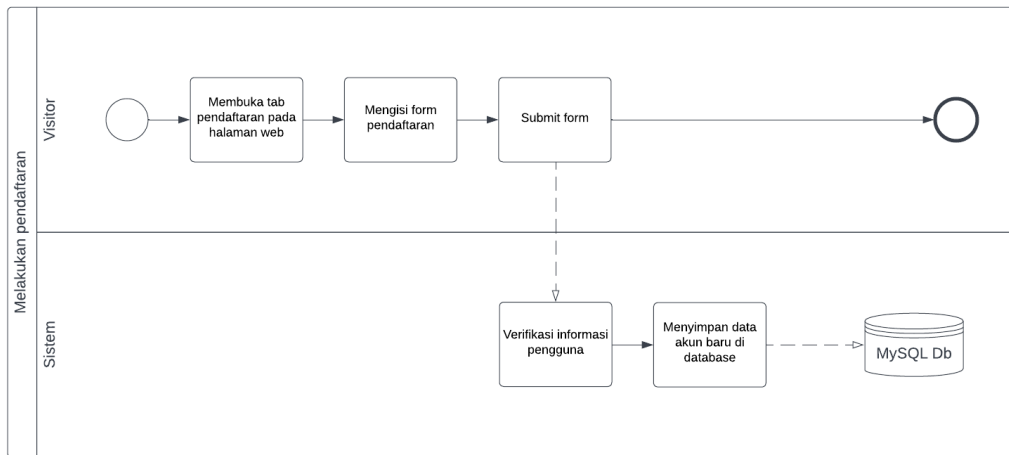 Melakukan pendaftaran
Visitor
Membuka tab
pendaftaran pada
halaman web
Mengisi form
pendaftaran
Submit form
Sistem
Verifikasi informasi
pengguna
Menyimpan data
akun baru di
database
MySQL Db